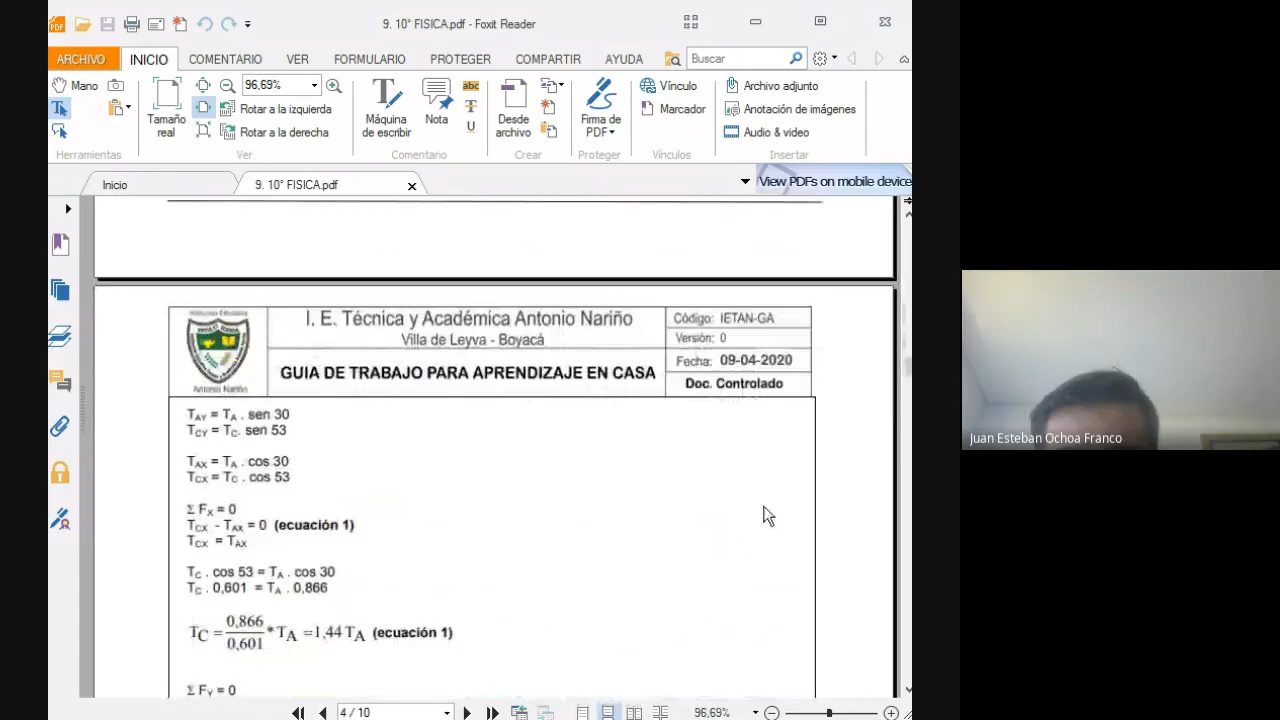 9. 10° FISICA.pdf - Foxit Reader
ARCHIVO INICIO COMENTARIO VER FORMULARIO PROTEGER COMPARTIR AYUDA Buscar
Mano
Tamaño real
96,69%
Rotar a la izquierda
Rotar a la derecha
Máquina de escribir
Nota
Desde archivo
Firma de PDF
Vínculo
Marcador
Archivo adjunto
Anotación de imágenes
Audio & video
Herramientas Ver Comentario Crear Proteger Vínculos Insertar
Inicio 9. 10° FISICA.pdf View PDFs on mobile device
I. E. Técnica y Académica Antonio Nariño
Villa de Leyva - Boyacá
GUIA DE TRABAJO PARA APRENDIZAJE EN CASA
Código: IETAN-GA
Versión: 0
Fecha: 09-04-2020
Doc. Controlado
Antonio Nariño
TAY = TA . sen 30
TCY = TC. sen 53
TAX = TA . cos 30
TCX = TC . cos 53
Σ FX = 0
TCX - TAX = 0 (ecuación 1)
TCX = TAX
TC . cos 53 = TA . cos 30
TC . 0,601 = TA . 0,866
TC = 0,866/0,601 * TA = 1,44 TA (ecuación 1)
Σ FY = 0
4 / 10 96.69%
Juan Esteban Ochoa Franco